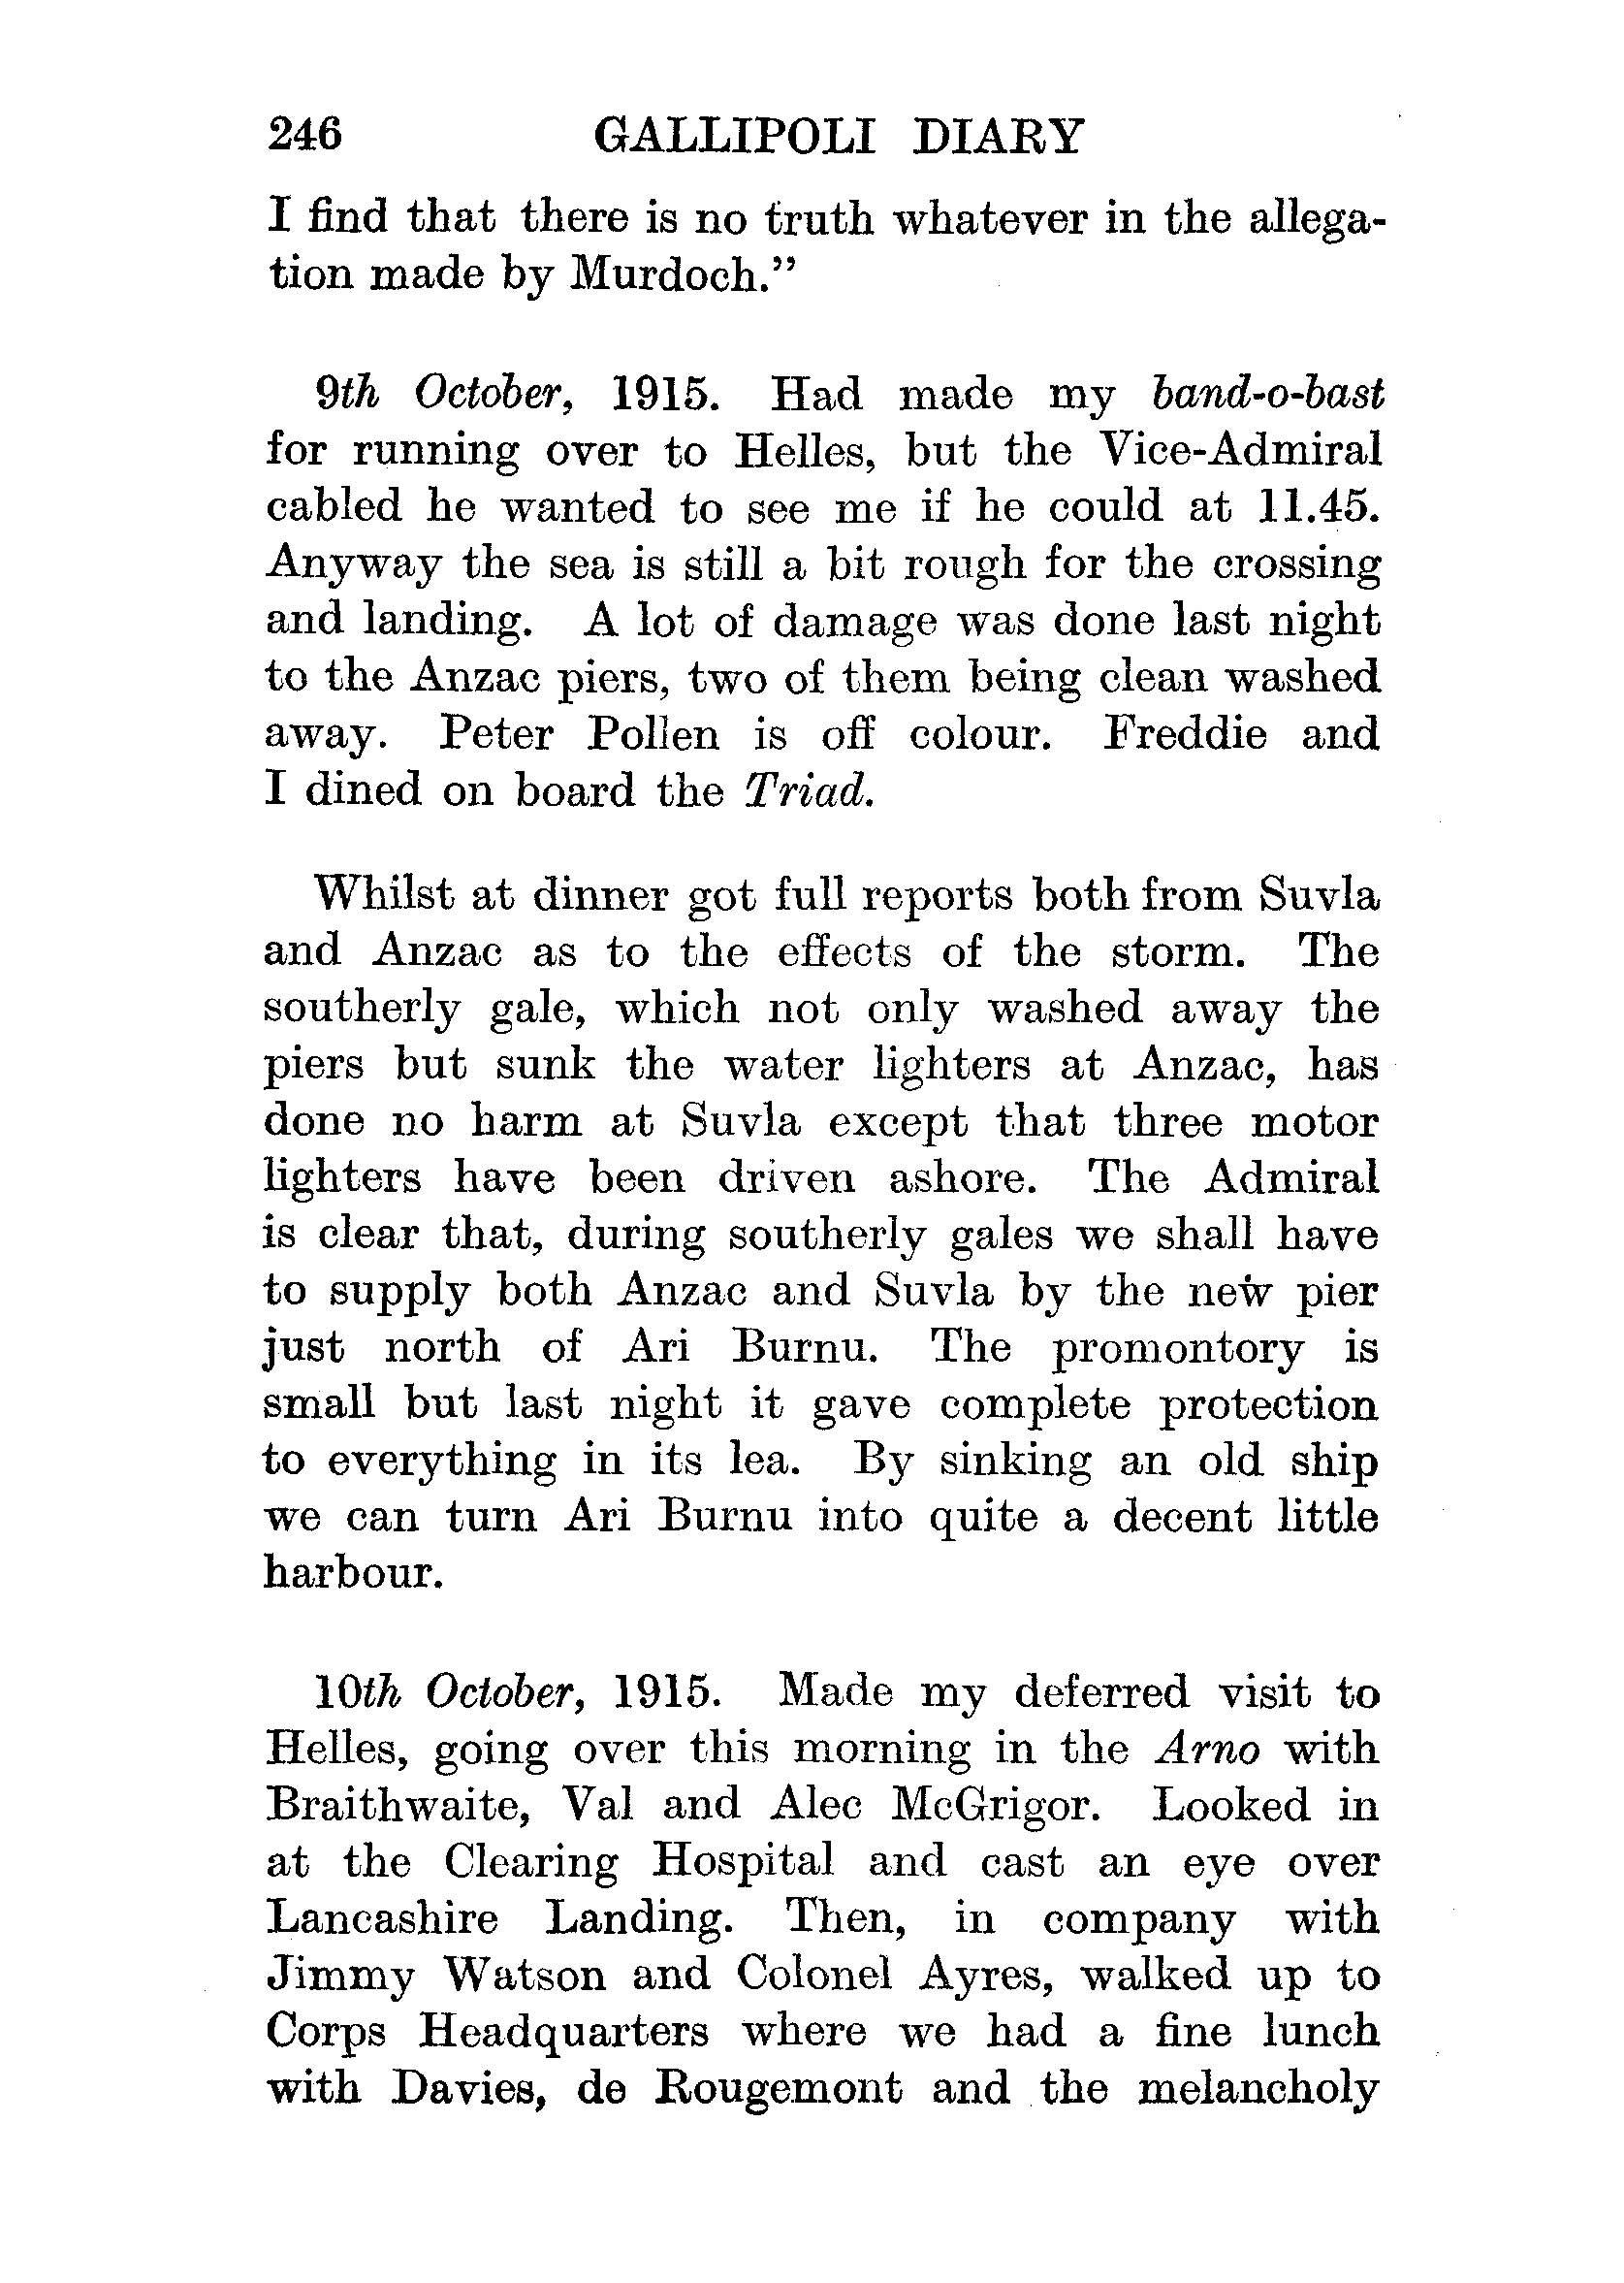 246 GALLIPOLI DIARY
I find that there is no truth whatever in the allega-
tion made by Murdoch.”
9th October, 1915. Had made my band-o-bast
for running over to Helles, but the Vice-Admiral
cabled he wanted to see me if he could at 11.45.
Anyway the sea is still a bit rough for the crossing
and landing. A lot of damage was done last night
to the Anzac piers, two of them being clean washed
away. Peter Pollen is off colour. Freddie and
I dined on board the Triad.
Whilst at dinner got full reports both from Suvla
and Anzac as to the effects of the storm. The
southerly gale, which not only washed away the
piers but sunk the water lighters at Anzac, has
done no harm at Suvla except that three motor
lighters have been driven ashore. The Admiral
is clear that, during southerly gales we shall have
to supply both Anzac and Suvla by the new pier
just north of Ari Burnu. The promontory is
small but last night it gave complete protection
to everything in its lea. By sinking an old ship
we can turn Ari Burnu into quite a decent little
harbour.
10th October, 1915. Made my deferred visit to
Helles, going over this morning in the Arno with
Braithwaite, Val and Alec McGrigor. Looked in
at the Clearing Hospital and cast an eye over
Lancashire Landing. Then, in company with
Jimmy Watson and Colonel Ayres, walked up to
Corps Headquarters where we had a fine lunch
with Davies, de Rougemont and the melancholy